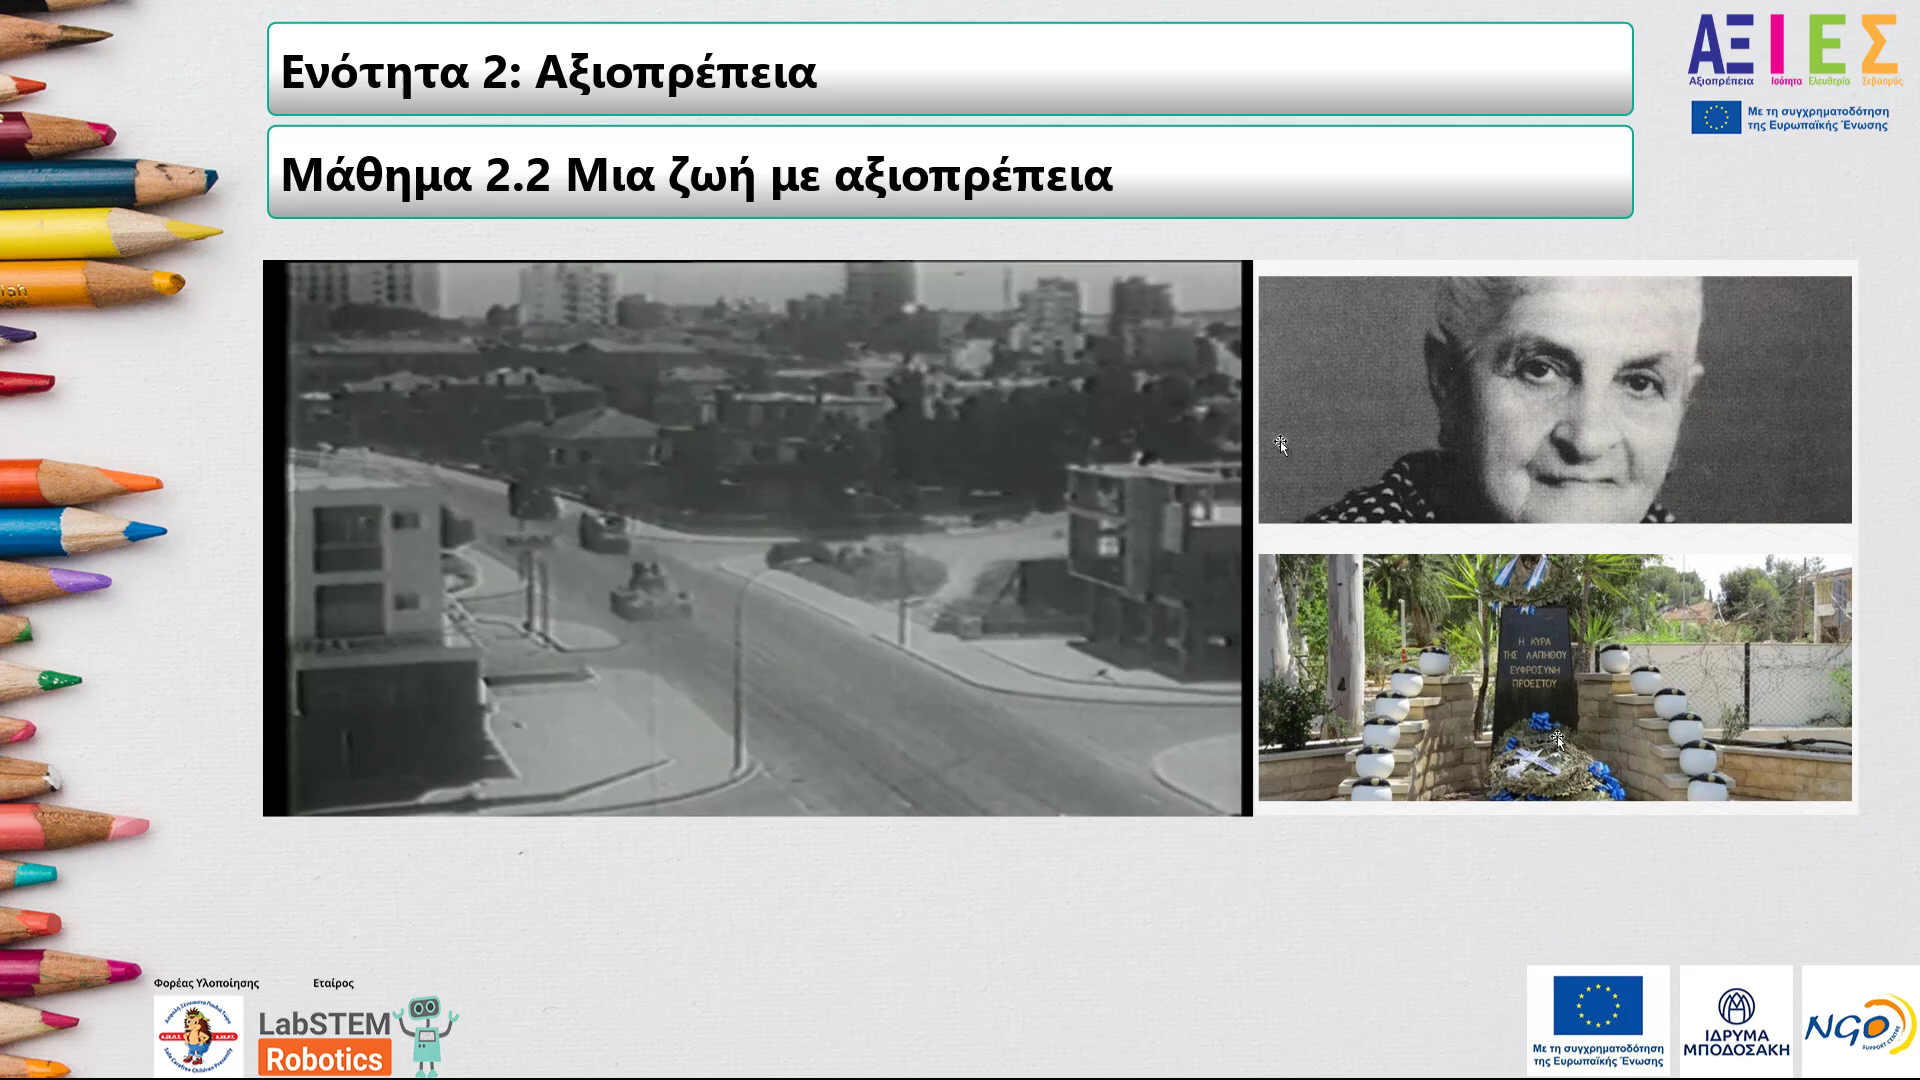 Ενότητα 2: Αξιοπρέπεια
Μάθημα 2.2 Μια ζωή με αξιοπρέπεια
ΑΞΙΕΣ
Αξιοπρέπεια Ισότητα Ελευθερία Σεβασμός
Με τη συγχρηματοδότηση
της Ευρωπαϊκής Ένωσης
Η ΚΥΡΑ
ΤΗΣ ΛΑΠΗΘΟΥ
ΕΥΦΡΟΣΥΝΗ
ΠΡΟΕΣΤΟΥ
Φορέας Υλοποίησης
Εταίρος
LabSTEM
Robotics
Με τη συγχρηματοδότηση
της Ευρωπαϊκής Ένωσης
ΙΔΡΥΜΑ
ΜΠΟΔΟΣΑΚΗ
NGO
SUPPORT CENTRE